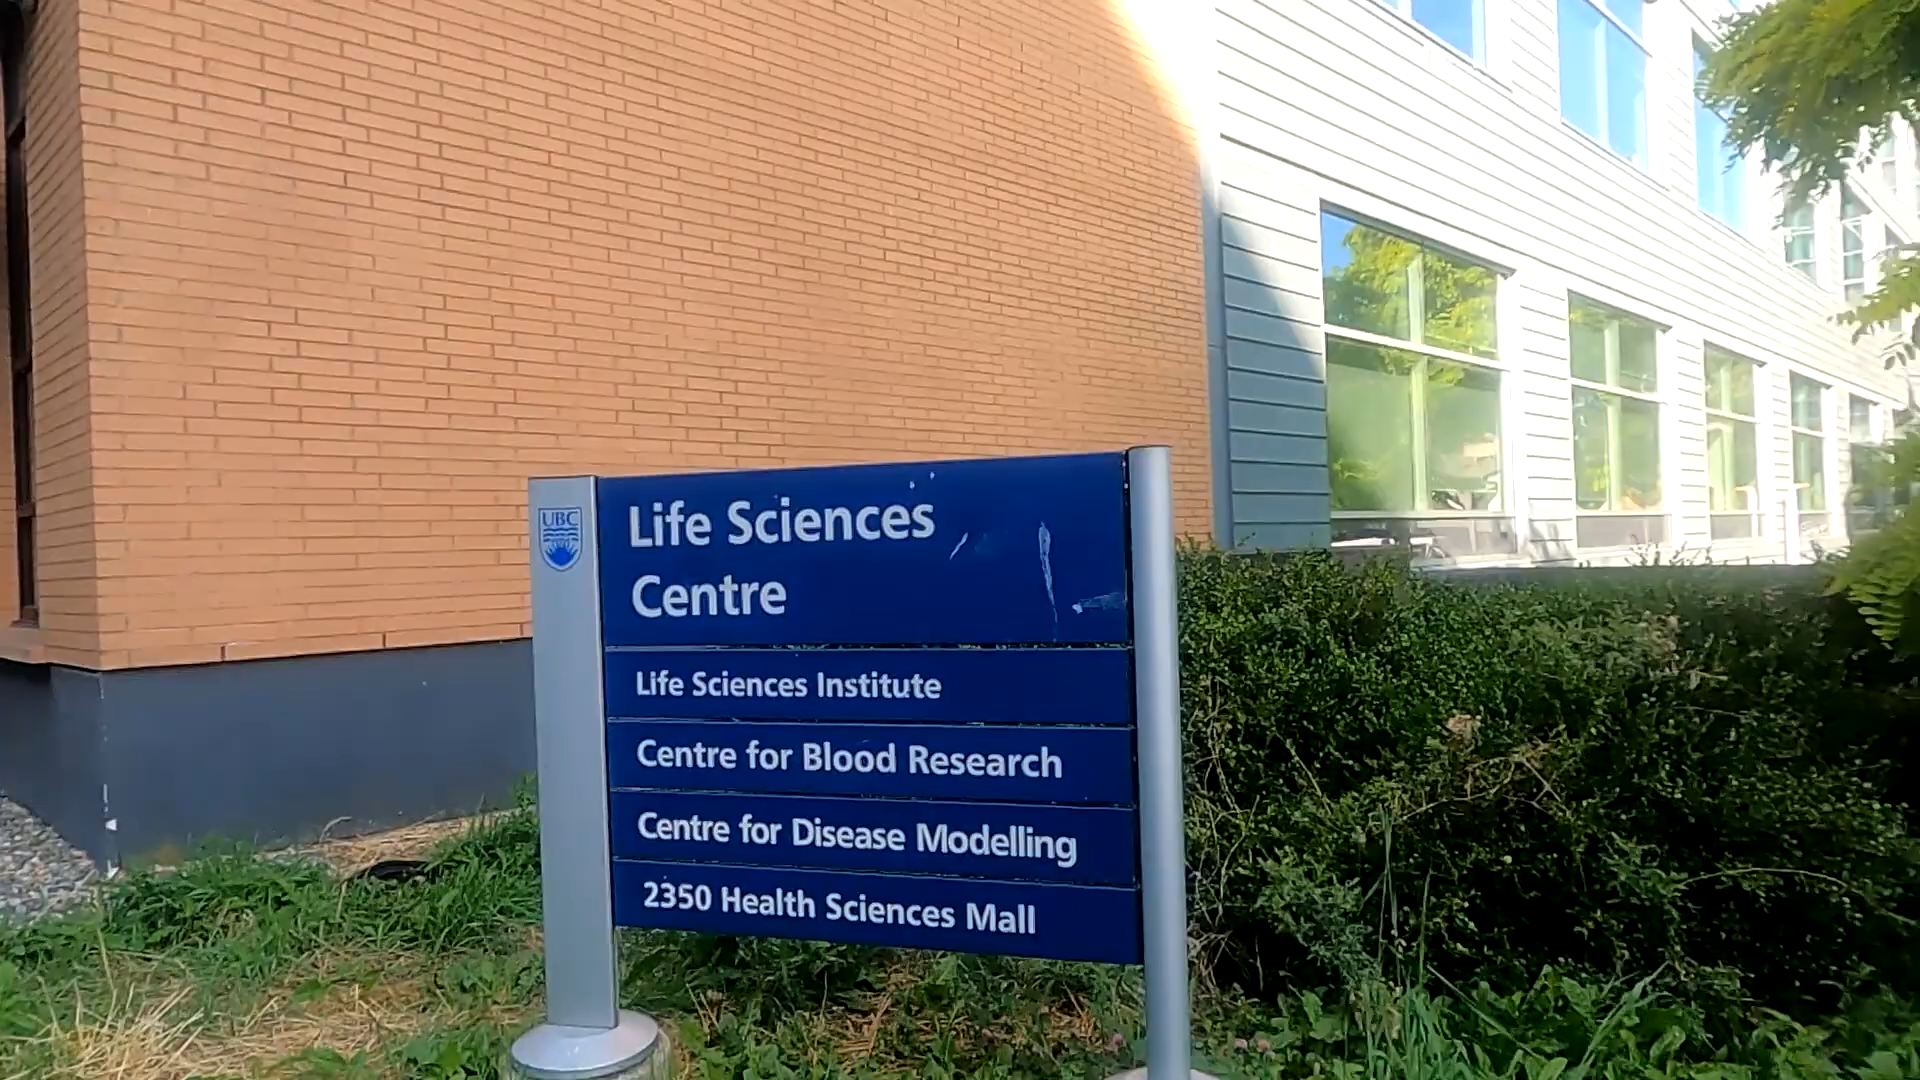 UBC
Life Sciences
Centre
Life Sciences Institute
Centre for Blood Research
Centre for Disease Modelling
2350 Health Sciences Mall